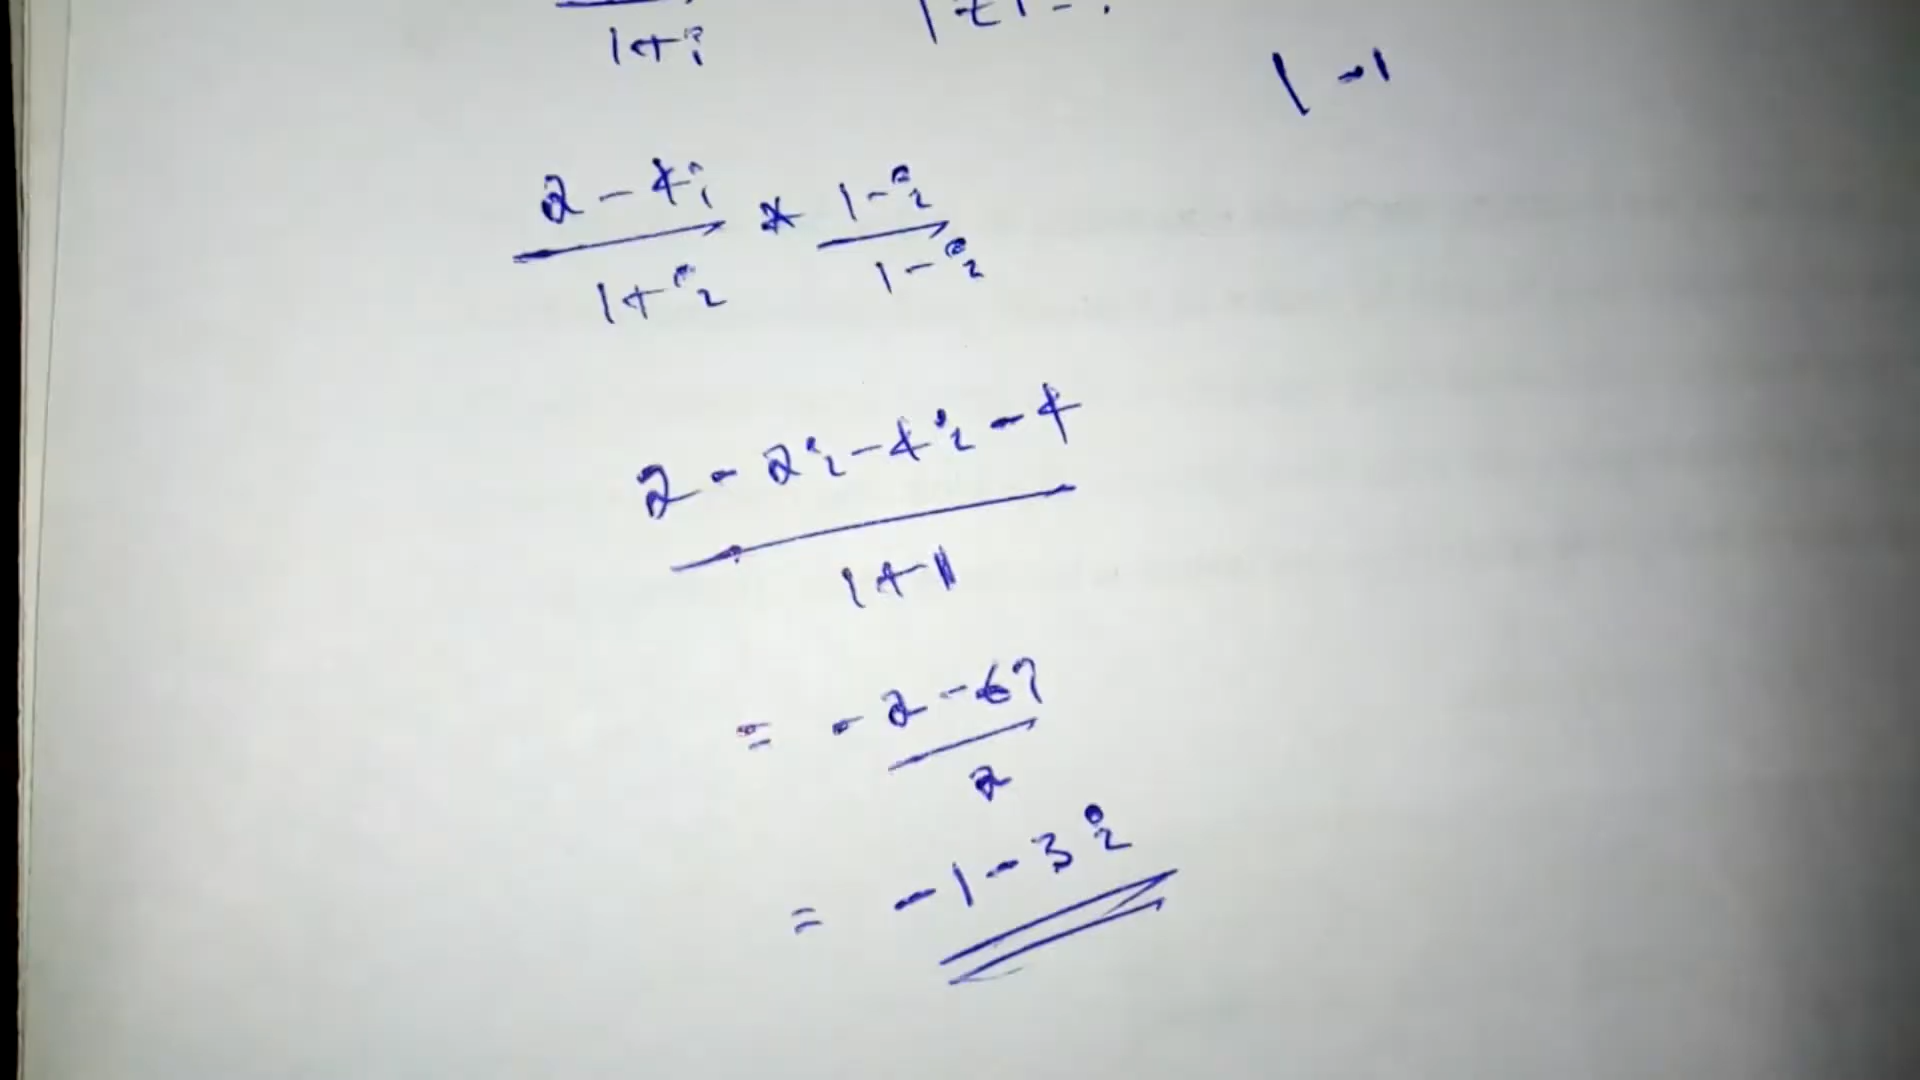 1+i |z| = ?
1 -1
2 - 4i / 1+i * 1-i / 1-i
2 - 2i - 4i - 4
1+1
= -2 - 6i / 2
= -1 - 3i